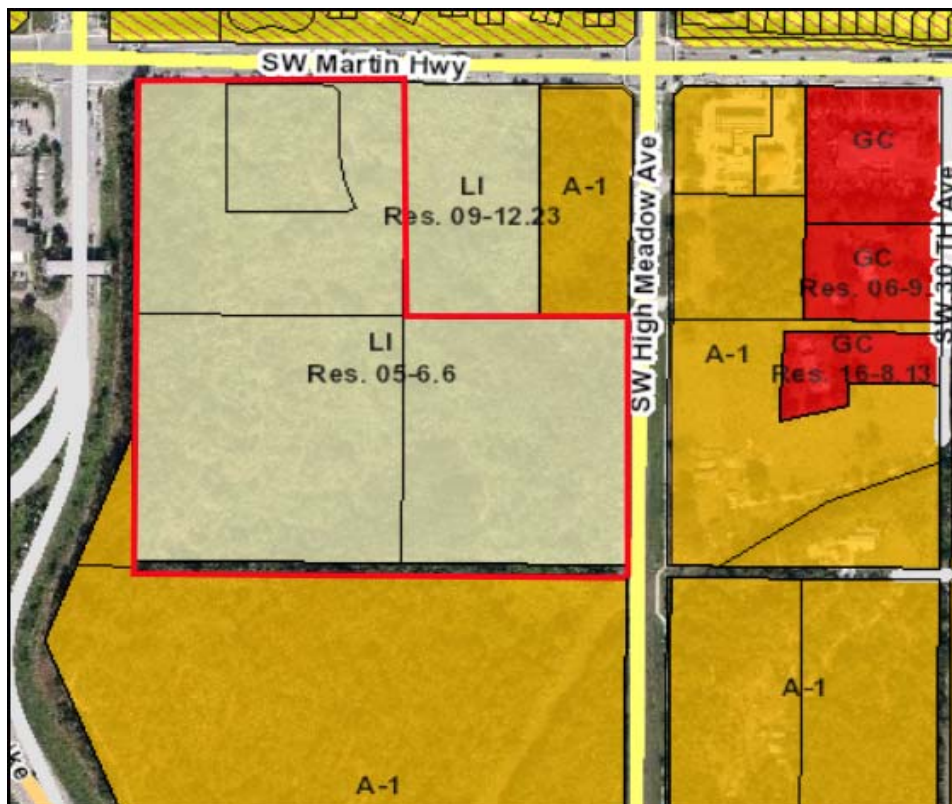 SW Martin Hwy
LI
Res. 09-12.23
A-1
SW High Meadow Ave
GC
GC
Res. 06-9.
SW 30 TH Ave
LI
Res. 05-6.6
A-1
GC
Res. 16-8.13
A-1
A-1
ike